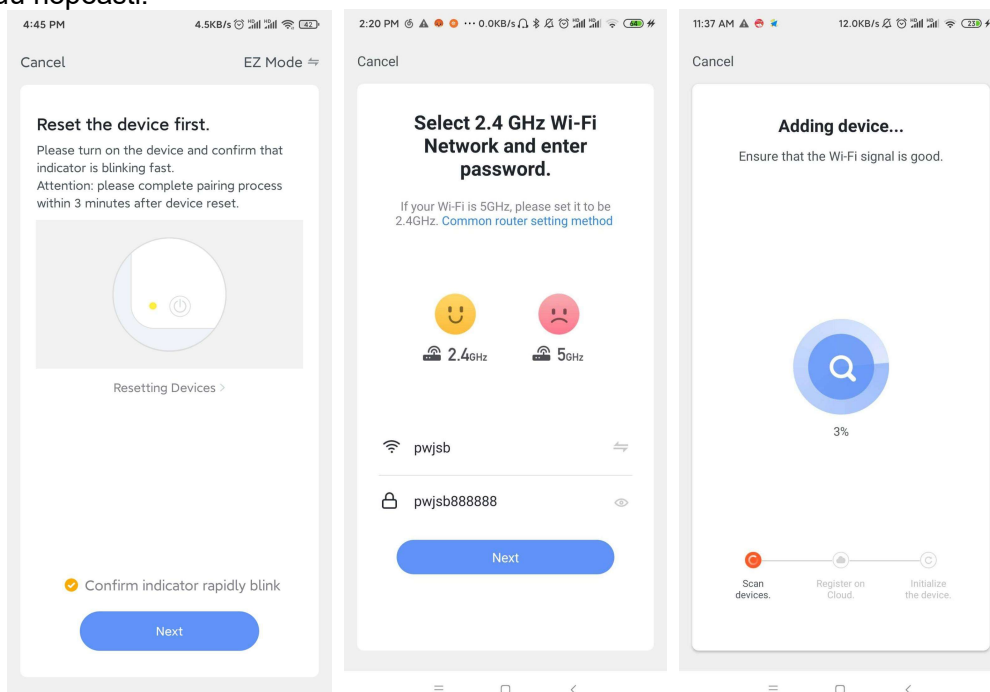 4:45 PM 4.5KB/s 42
Cancel EZ Mode
Reset the device first.
Please turn on the device and confirm that
indicator is blinking fast.
Attention: please complete pairing process
within 3 minutes after device reset.
Resetting Devices >
Confirm indicator rapidly blink
Next
2:20 PM ··· 0.0KB/s 64
Cancel
Select 2.4 GHz Wi-Fi
Network and enter
password.
If your Wi-Fi is 5GHz, please set it to be
2.4GHz. Common router setting method
2.4GHz 5GHz
pwjsb
pwjsb888888
Next
11:37 AM 12.0KB/s 23
Cancel
Adding device...
Ensure that the Wi-Fi signal is good.
3%
Scan
devices.
Register on
Cloud.
Initialize
the device.